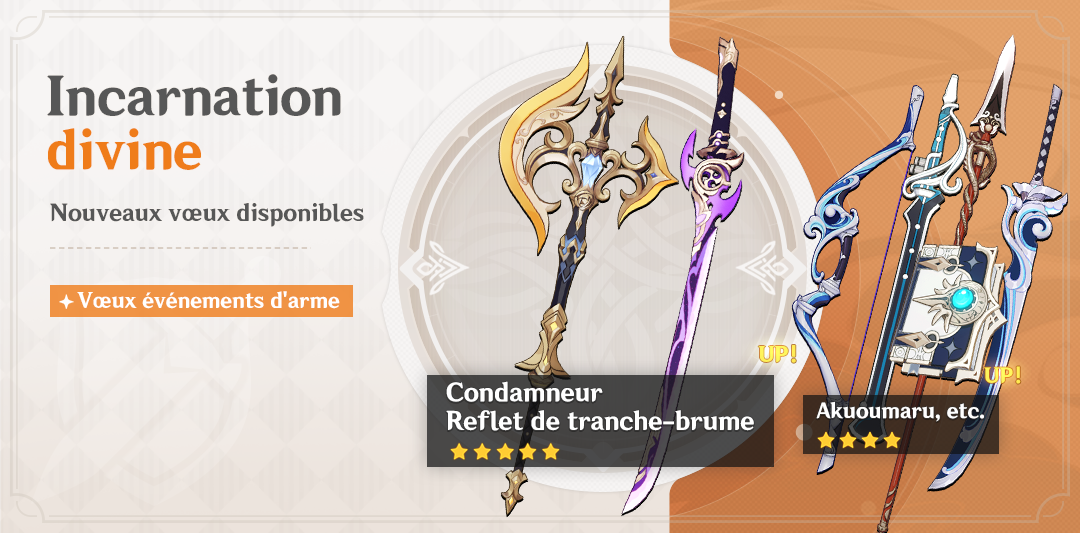 Incarnation
divine
Nouveaux vœux disponibles
Vœux événements d'arme
UP!
Condamneur
Reflet de tranche-brume
UP!
Akuoumaru, etc.